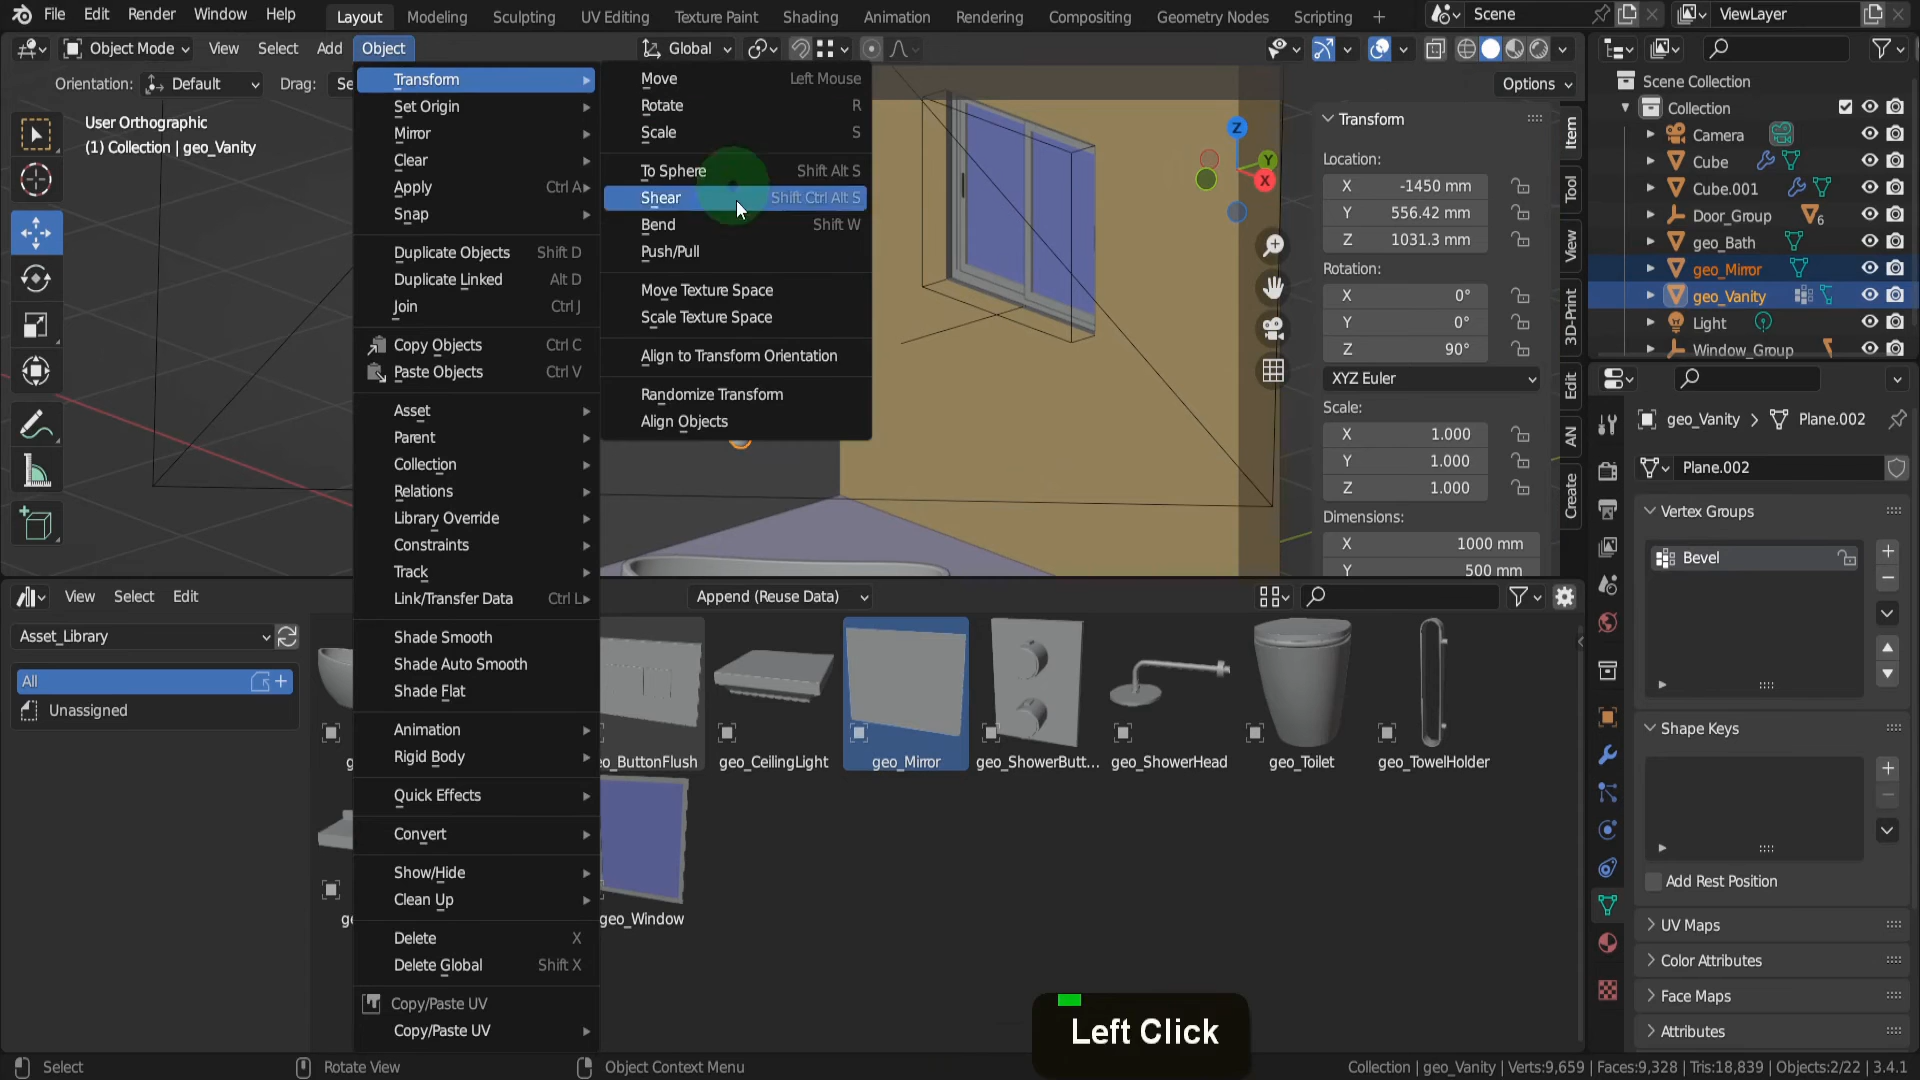 File Edit Render Window Help Layout Modeling Sculpting UV Editing Texture Paint Shading Animation Rendering Compositing Geometry Nodes Scripting + Scene ViewLayer
Object Mode View Select Add Object Global
Orientation: Default Drag: Se Options
User Orthographic
(1) Collection | geo_Vanity
Transform
Set Origin
Mirror
Clear
Apply Ctrl A
Snap
Duplicate Objects Shift D
Duplicate Linked Alt D
Join Ctrl J
Copy Objects Ctrl C
Paste Objects Ctrl V
Asset
Parent
Collection
Relations
Library Override
Constraints
Track
Link/Transfer Data Ctrl L
Shade Smooth
Shade Auto Smooth
Shade Flat
Animation
Rigid Body
Quick Effects
Convert
Show/Hide
Clean Up
Delete X
Delete Global Shift X
Copy/Paste UV
Copy/Paste UV
Move Left Mouse
Rotate R
Scale S
To Sphere Shift Alt S
Shear Shift Ctrl Alt S
Bend Shift W
Push/Pull
Move Texture Space
Scale Texture Space
Align to Transform Orientation
Randomize Transform
Align Objects
Z
Y
X
Transform
Location:
X -1450 mm
Y 556.42 mm
Z 1031.3 mm
Rotation:
X 0°
Y 0°
Z 90°
XYZ Euler
Scale:
X 1.000
Y 1.000
Z 1.000
Dimensions:
X 1000 mm
Y 500 mm
Item
Tool
View
3D-Print
Edit
AN
Create
Scene Collection
Collection
Camera
Cube
Cube.001
Door_Group 6
geo_Bath
geo_Mirror
geo_Vanity
Light
Window_Group
geo_Vanity > Plane.002
Plane.002
Vertex Groups
Bevel
Shape Keys
Add Rest Position
UV Maps
Color Attributes
Face Maps
Attributes
View Select Edit Append (Reuse Data)
Asset_Library
All
Unassigned
g eo_ButtonFlush geo_CeilingLight geo_Mirror geo_ShowerButt... geo_ShowerHead geo_Toilet geo_TowelHolder
ge geo_Window
Left Click
Select Rotate View Object Context Menu Collection | geo_Vanity | Verts:9,659 | Faces:9,328 | Tris:18,839 | Objects:2/22 | 3.4.1